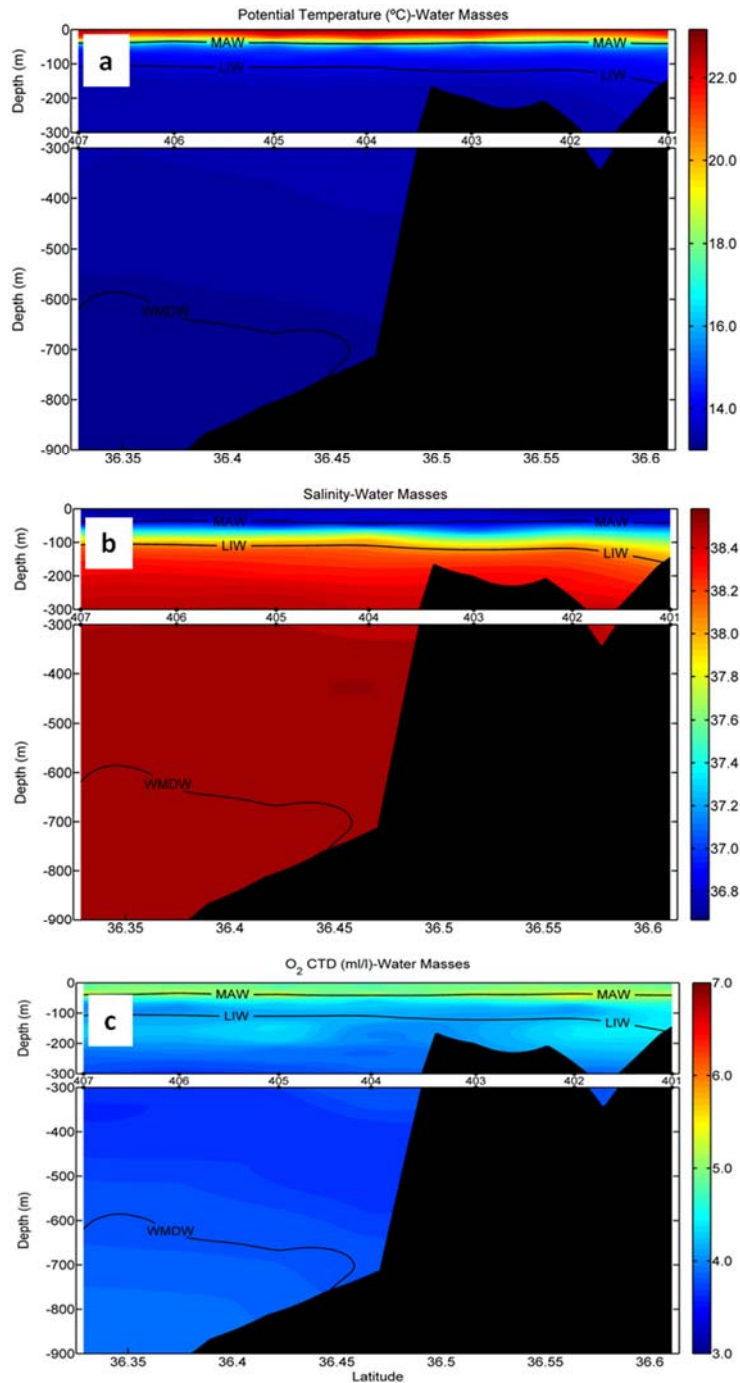 Potential Temperature (ºC)-Water Masses
a
Depth (m)
0
-100
-200
-300
MAW
MAW
LIW
LIW
407 406 405 404 403 402 401
Depth (m)
-300
-400
-500
-600
-700
-800
-900
WMDW
36.35 36.4 36.45 36.5 36.55 36.6
22.0
20.0
18.0
16.0
14.0
Salinity-Water Masses
b
Depth (m)
0
-100
-200
-300
MAW
MAW
LIW
LIW
407 406 405 404 403 402 401
Depth (m)
-300
-400
-500
-600
-700
-800
-900
WMDW
36.35 36.4 36.45 36.5 36.55 36.6
38.4
38.2
38.0
37.8
37.6
37.4
37.2
37.0
36.8
O2 CTD (ml/l)-Water Masses
c
Depth (m)
0
-100
-200
-300
MAW
MAW
LIW
LIW
407 406 405 404 403 402 401
Depth (m)
-300
-400
-500
-600
-700
-800
-900
WMDW
36.35 36.4 36.45 36.5 36.55 36.6
Latitude
7.0
6.0
5.0
4.0
3.0